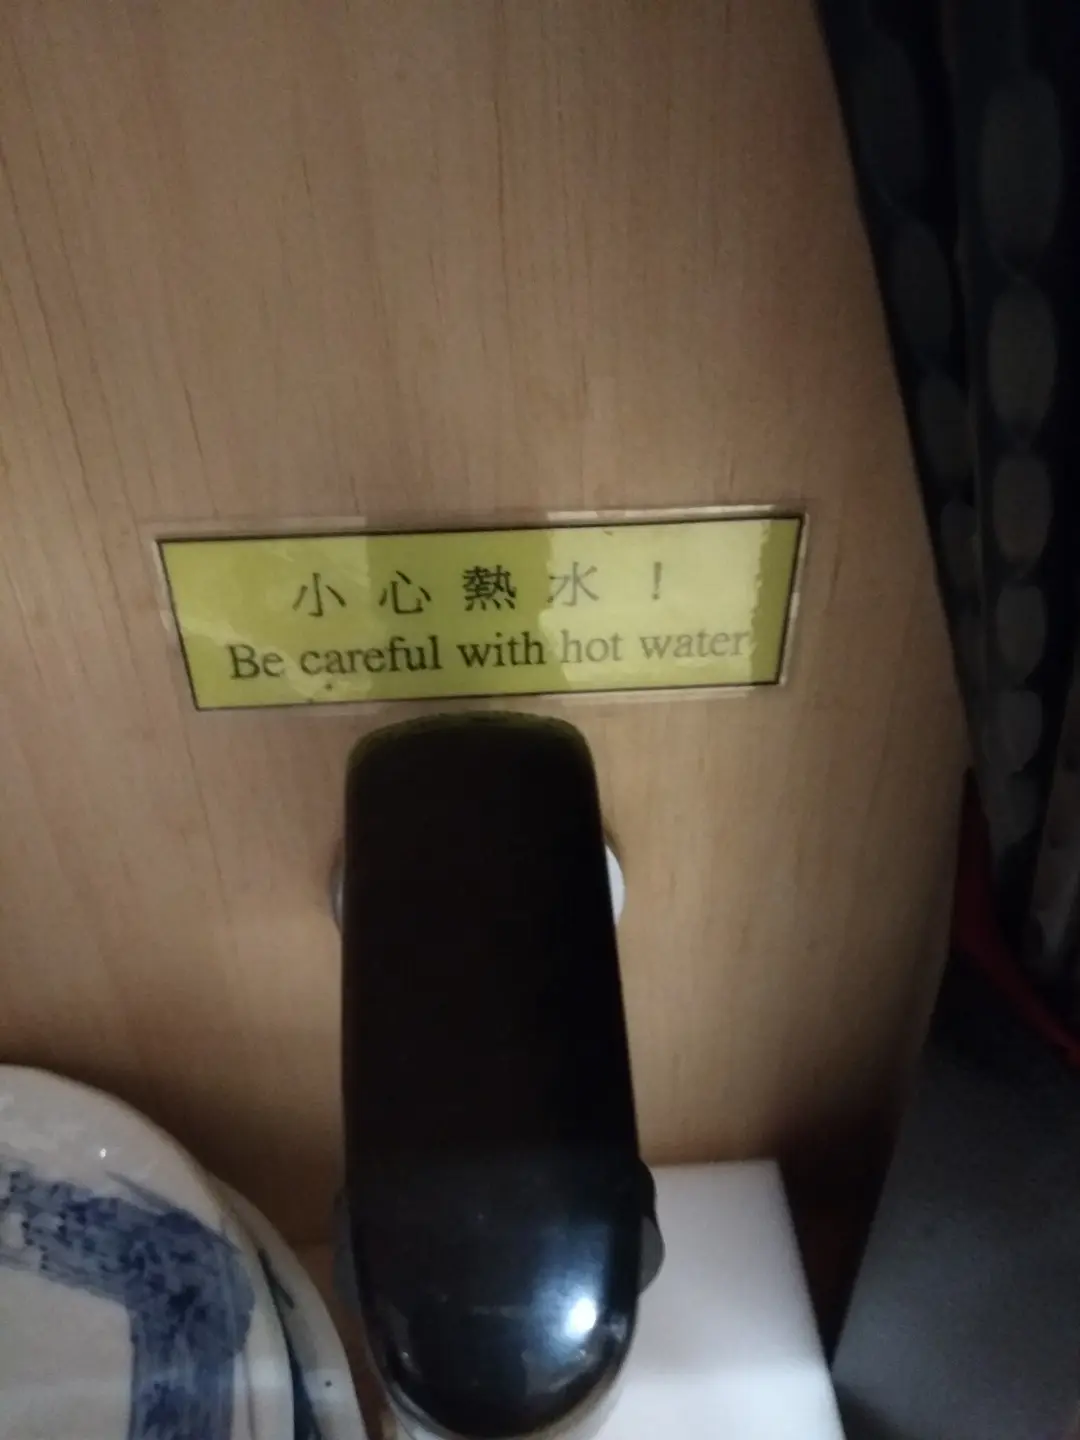 小心熱水！
Be careful with hot water